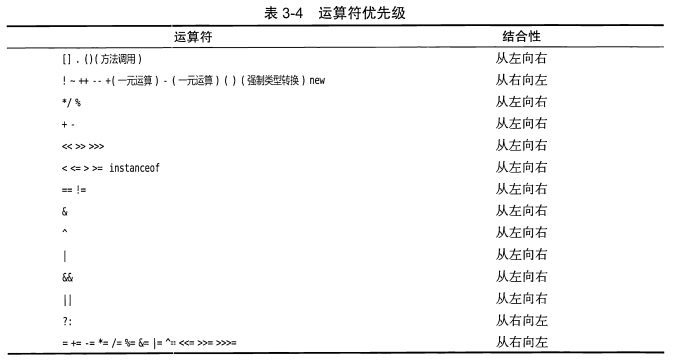 表 3-4 运算符优先级
运算符 结合性
[] . ()(方法调用) 从左向右
! ~ ++ -- +(一元运算) -(一元运算) ()(强制类型转换) new 从右向左
*/ % 从左向右
+ - 从左向右
<< >> >>> 从左向右
< <= > >= instanceof 从左向右
== != 从左向右
& 从左向右
^ 从左向右
| 从左向右
&& 从左向右
|| 从左向右
?: 从右向左
= += -= *= /= %= &= |= ^= <<= >>= >>>= 从右向左